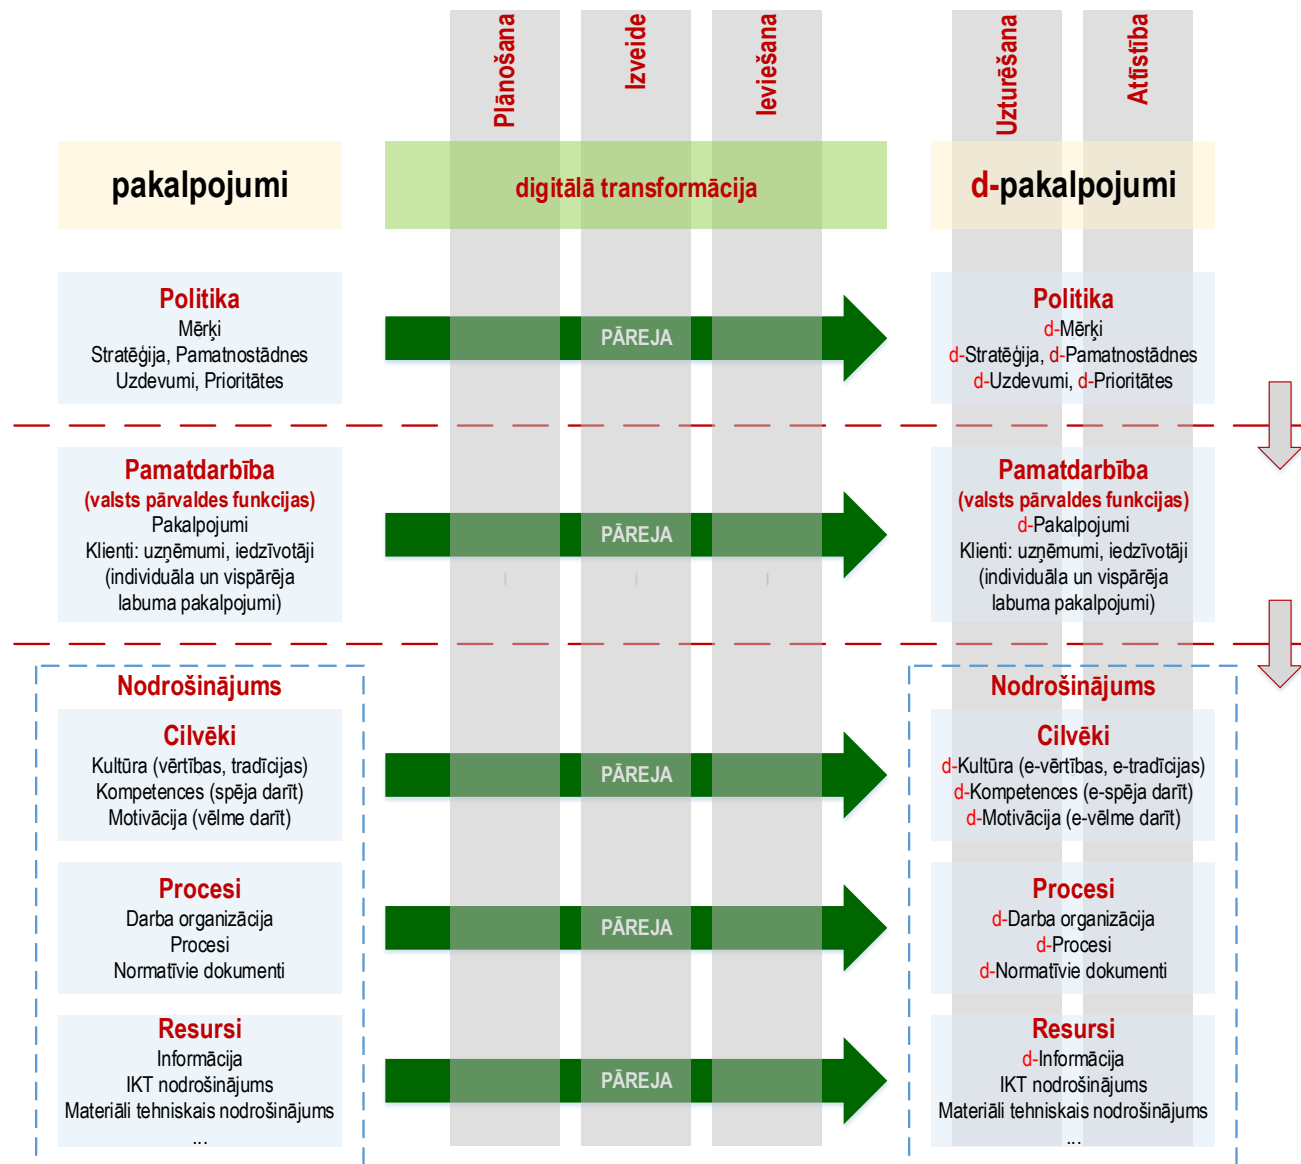 Plānošana
Izveide
Ieviešana
Uzturēšana
Attīstība
pakalpojumi
digitālā transformācija
d-pakalpojumi
Politika
Mērķi
Stratēģija, Pamatnostādnes
Uzdevumi, Prioritātes
PĀREJA
Politika
d-Mērķi
d-Stratēģija, d-Pamatnostādnes
d-Uzdevumi, d-Prioritātes
Pamatdarbība
(valsts pārvaldes funkcijas)
Pakalpojumi
Klienti: uzņēmumi, iedzīvotāji
(individuāla un vispārēja
labuma pakalpojumi)
PĀREJA
Pamatdarbība
(valsts pārvaldes funkcijas)
d-Pakalpojumi
Klienti: uzņēmumi, iedzīvotāji
(individuāla un vispārēja
labuma pakalpojumi)
Nodrošinājums
Cilvēki
Kultūra (vērtības, tradīcijas)
Kompetences (spēja darīt)
Motivācija (vēlme darīt)
PĀREJA
Nodrošinājums
Cilvēki
d-Kultūra (e-vērtības, e-tradīcijas)
d-Kompetences (e-spēja darīt)
d-Motivācija (e-vēlme darīt)
Procesi
Darba organizācija
Procesi
Normatīvie dokumenti
PĀREJA
Procesi
d-Darba organizācija
d-Procesi
d-Normatīvie dokumenti
Resursi
Informācija
IKT nodrošinājums
Materiāli tehniskais nodrošinājums
...
PĀREJA
Resursi
d-Informācija
IKT nodrošinājums
Materiāli tehniskais nodrošinājums
...